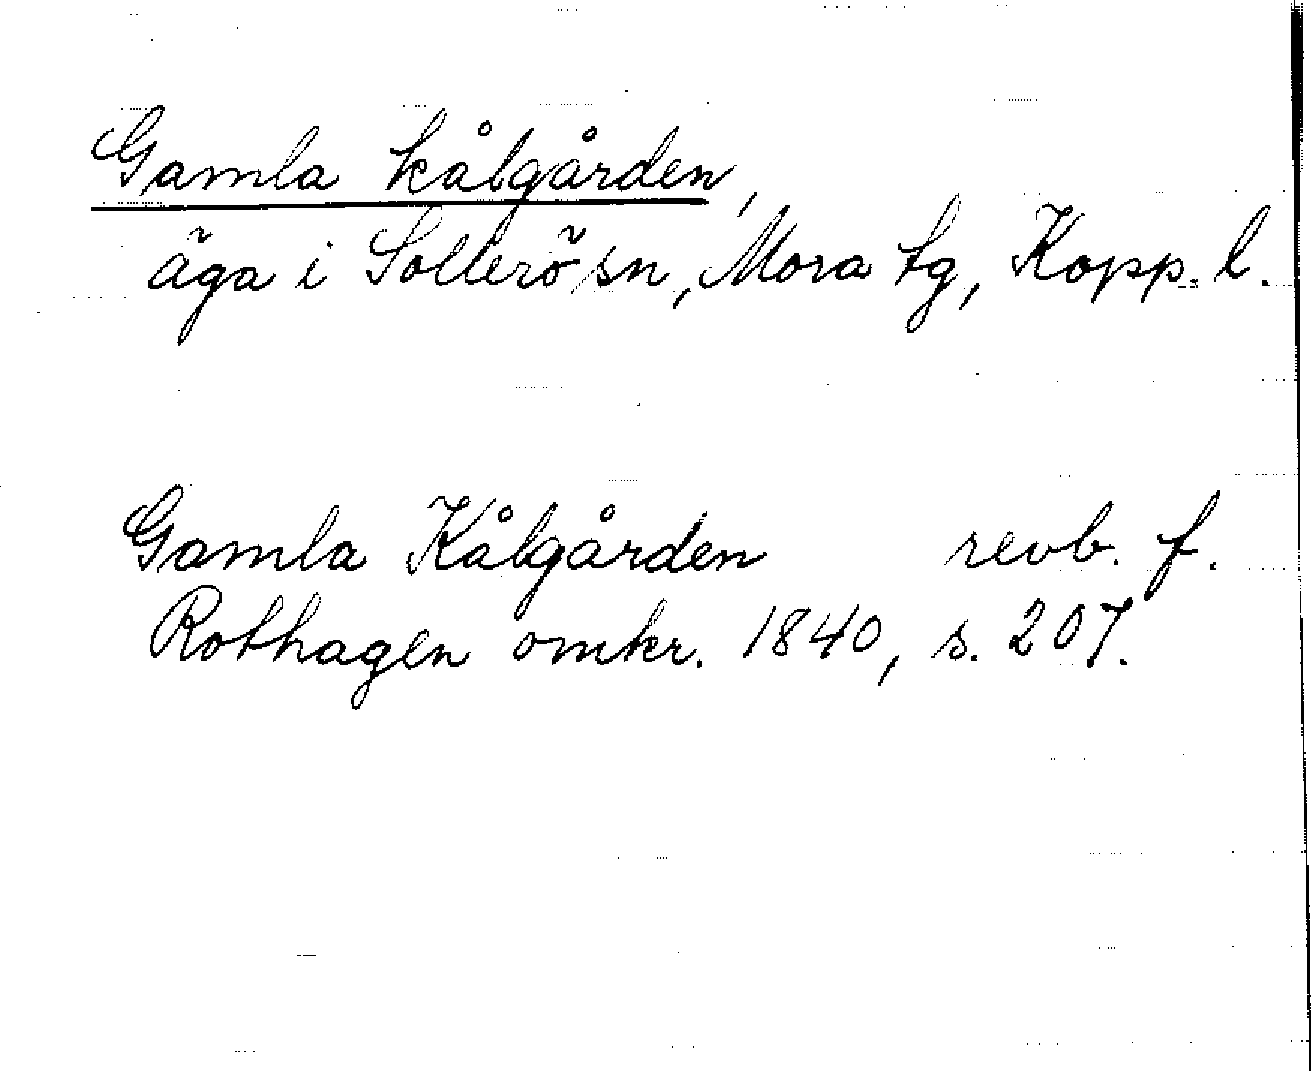 Gamla kålgården,
äga i Sollerö sn, Mora tg, Kopp. l.
Gamla Kålgården revb. f.
Rothagen omkr. 1840, s. 207.